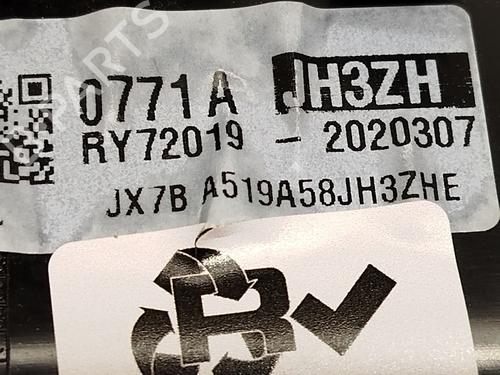 0771A JH3ZH
RY72019 - 2020307
JX7B A519A58JH3ZHE
R